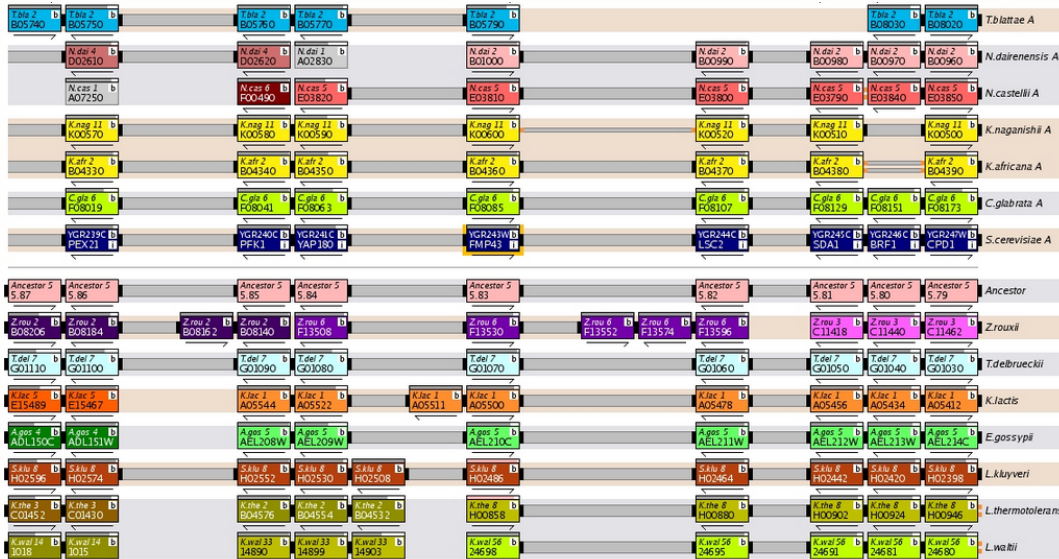 T.bla 2 b T.bla 2 b T.bla 2 b T.bla 2 b T.bla 2 b T.bla 2 b T.bla 2 b T.blattae A
B05740 B05750 B05760 B05770 B05790 B08030 B08020
N.dai 4 b N.dai 4 b N.dai 1 b N.dai 2 b N.dai 2 b N.dai 2 b N.dai 2 b N.dai 2 b N.dairenensis A
D02610 D02620 A02830 B01000 B00990 B00980 B00970 B00960
N.cas 1 b N.cas 6 b N.cas 5 b N.cas 5 b N.cas 5 b N.cas 5 b N.cas 5 b N.cas 5 b N.castellii A
A07250 F00490 E03820 E03810 E03800 E03790 E03840 E03850
K.nag 11 b K.nag 11 b K.nag 11 b K.nag 11 b K.nag 11 b K.nag 11 b K.nag 11 b K.naganishii A
K00570 K00580 K00590 K00600 K00520 K00510 K00500
K.afr 2 b K.afr 2 b K.afr 2 b K.afr 2 b K.afr 2 b K.afr 2 b K.afr 2 b K.africana A
B04330 B04340 B04350 B04360 B04370 B04380 B04390
C.gla 6 b C.gla 6 b C.gla 6 b C.gla 6 b C.gla 6 b C.gla 6 b C.gla 6 b C.gla 6 b C.glabrata A
F08019 F08041 F08063 F08085 F08107 F08129 F08151 F08173
YGR239C b YGR240C b YGR241C b YGR243W b YGR244C b YGR245C b YGR246C b YGR247W b S.cerevisiae A
PEX21 i PFK1 i YAP180 i FMP43 i LSC2 i SDA1 i BRF1 i CPD1 i
Ancestor 5 Ancestor 5 Ancestor 5 Ancestor 5 Ancestor 5 Ancestor 5 Ancestor 5 Ancestor 5 Ancestor 5 Ancestor
5.87 5.86 5.85 5.84 5.83 5.82 5.81 5.80 5.79
Z.rou 2 b Z.rou 2 b Z.rou 2 b Z.rou 2 b Z.rou 6 b Z.rou 6 b Z.rou 6 b Z.rou 6 b Z.rou 6 b Z.rou 3 b Z.rou 3 b Z.rou 3 b Z.rouxii
B08206 B08184 B08162 B08140 F13508 F13530 F13552 F13574 F13596 C11418 C11440 C11462
T.del 7 b T.del 7 b T.del 7 b T.del 7 b T.del 7 b T.del 7 b T.del 7 b T.del 7 b T.del 7 b T.delbrueckii
G01110 G01100 G01090 G01080 G01070 G01060 G01050 G01040 G01030
K.lac 5 b K.lac 5 b K.lac 1 b K.lac 1 b K.lac 1 b K.lac 1 b K.lac 1 b K.lac 1 b K.lac 1 b K.lac 1 b K.lactis
E15489 E15467 A05544 A05522 A05511 A05500 A05478 A05456 A05434 A05412
A.gos 4 b A.gos 4 b A.gos 5 b A.gos 5 b A.gos 5 b A.gos 5 b A.gos 5 b A.gos 5 b A.gos 5 b E.gossypii
ADL150C ADL151W AEL208W AEL209W AEL210C AEL211W AEL212W AEL213W AEL214C
S.klu 8 b S.klu 8 b S.klu 8 b S.klu 8 b S.klu 8 b S.klu 8 b S.klu 8 b S.klu 8 b S.klu 8 b S.klu 8 b L.kluyveri
H02596 H02574 H02552 H02530 H02508 H02486 H02464 H02442 H02420 H02398
K.the 3 b K.the 3 b K.the 2 b K.the 2 b K.the 2 b K.the 8 b K.the 8 b K.the 8 b K.the 8 b K.the 8 b L.thermotolerans
C01452 C01430 B04576 B04554 B04532 H00858 H00880 H00902 H00924 H00946
K.wal 14 b K.wal 14 b K.wal 33 b K.wal 33 b K.wal 33 b K.wal 56 b K.wal 56 b K.wal 56 b K.wal 56 b K.wal 56 b L.waltii
1018 1015 14890 14899 14903 24698 24695 24691 24681 24680